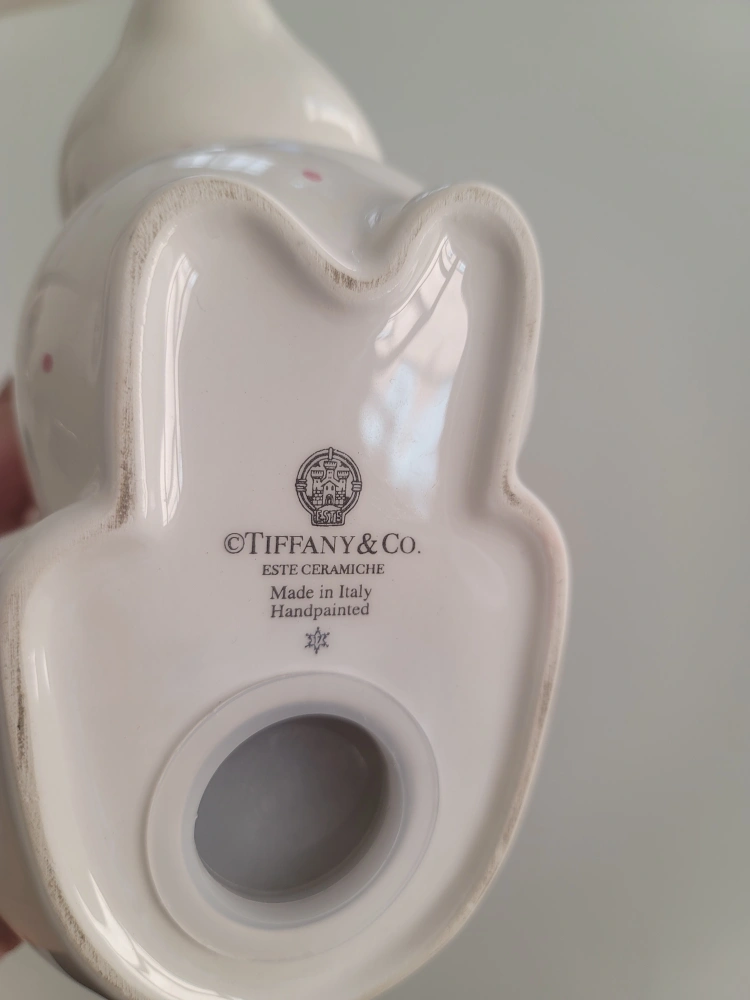 ESTE
©TIFFANY & CO.
ESTE CERAMICHE
Made in Italy
Handpainted